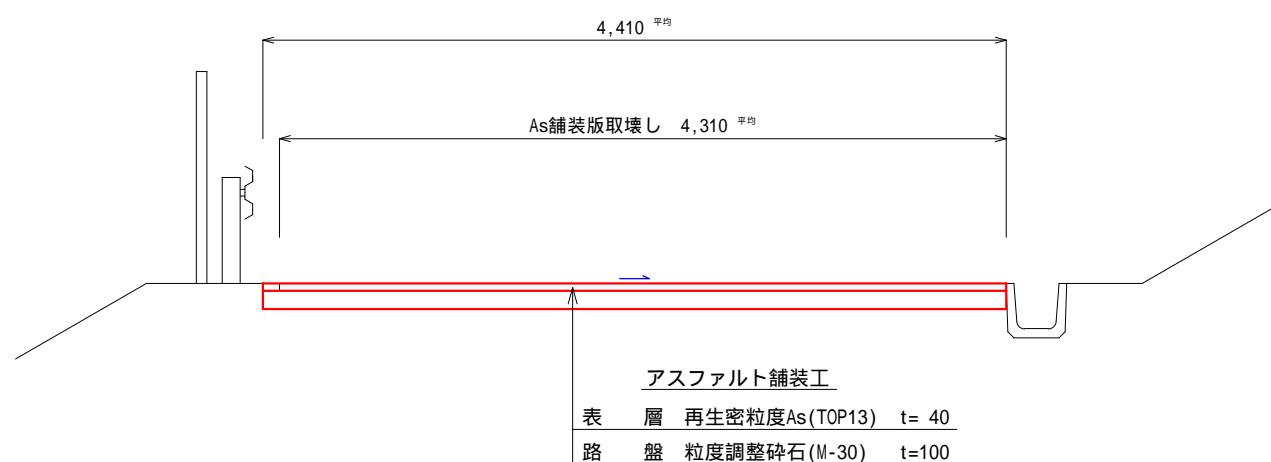 4,410 平均
As舗装版取壊し 4,310 平均
アスファルト舗装工
表 層 再生密粒度As(TOP13) t= 40
路 盤 粒度調整砕石(M-30) t=100